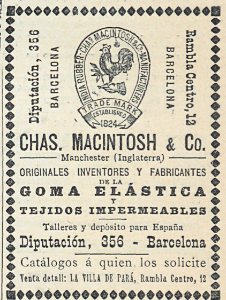 INDIA RUBBER CHAS MACINTOSH & Co. MANUFACTURERS
TRADE MARK
ESTABLISHED
1824
Diputación, 356
BARCELONA
Rambla Centro, 12
BARCELONA
CHAS. MACINTOSH & Co.
Manchester (Inglaterra)
ORIGINALES INVENTORES Y FABRICANTES
DE LA
GOMA ELÁSTICA
Y
TEJIDOS IMPERMEABLES
Talleres y depósito para España
Diputación, 356 - Barcelona
Catálogos á quien los solicite
Venta detall: LA VILLA DE PARÁ, Rambla Centro, 12